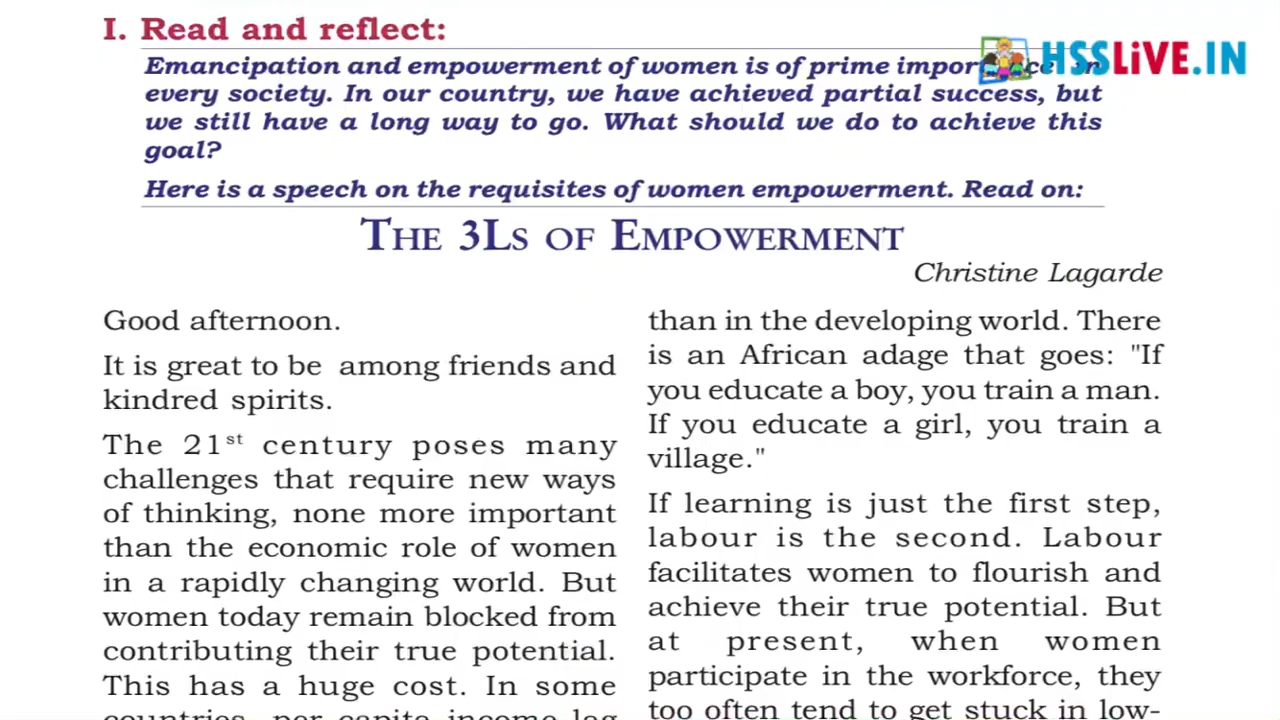 I. Read and reflect:
HSSLiVE.IN
Emancipation and empowerment of women is of prime in
every society. In our country, we have achieved partial success, but
we still have a long way to go. What should we do to achieve this
goal?
Here is a speech on the requisites of women empowerment. Read on:
THE 3LS OF EMPOWERMENT
Christine Lagarde
Good afternoon.
It is great to be among friends and
kindred spirits.
The 21st century poses many
challenges that require new ways
of thinking, none more important
than the economic role of women
in a rapidly changing world. But
women today remain blocked from
contributing their true potential.
This has a huge cost. In some
countries, per capita income lag
than in the developing world. There
is an African adage that goes: "If
you educate a boy, you train a man.
If you educate a girl, you train a
village."
If learning is just the first step,
labour is the second. Labour
facilitates women to flourish and
achieve their true potential. But
at present, when women
participate in the workforce, they
too often tend to get stuck in low-